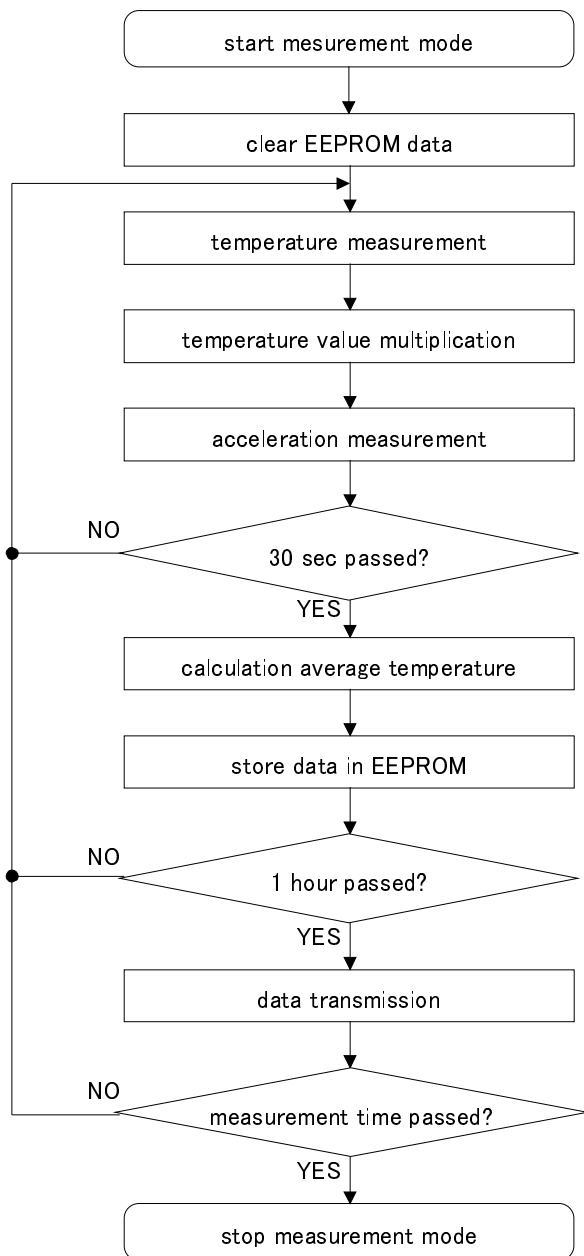 start mesurement mode
clear EEPROM data
temperature measurement
temperature value multiplication
acceleration measurement
NO
30 sec passed?
YES
calculation average temperature
store data in EEPROM
NO
1 hour passed?
YES
data transmission
NO
measurement time passed?
YES
stop measurement mode